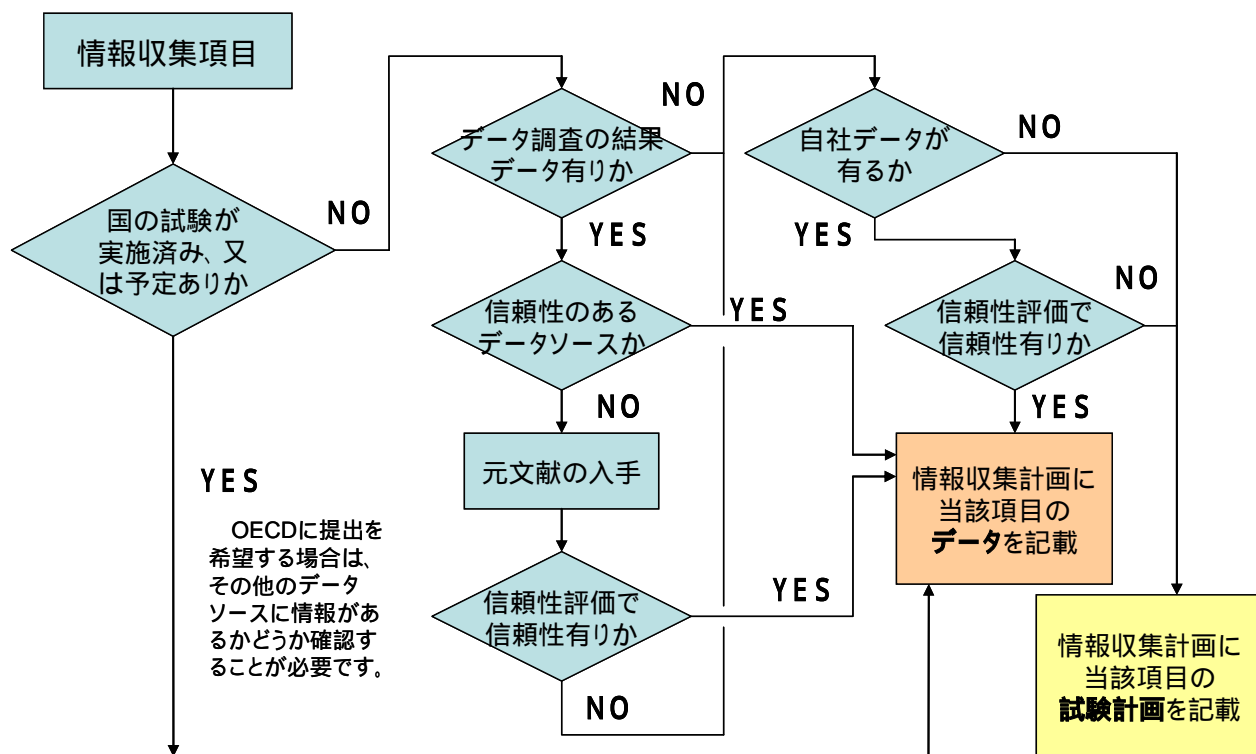 情報収集項目
国の試験が
実施済み、又
は予定ありか
NO
YES
OECDに提出を
希望する場合は、
その他のデータ
ソースに情報があ
るかどうか確認す
ることが必要です。
データ調査の結果
データ有りか
NO
YES
信頼性のある
データソースか
YES
NO
元文献の入手
信頼性評価で
信頼性有りか
YES
NO
自社データが
有るか
NO
YES
信頼性評価で
信頼性有りか
NO
YES
情報収集計画に
当該項目の
データを記載
情報収集計画に
当該項目の
試験計画を記載